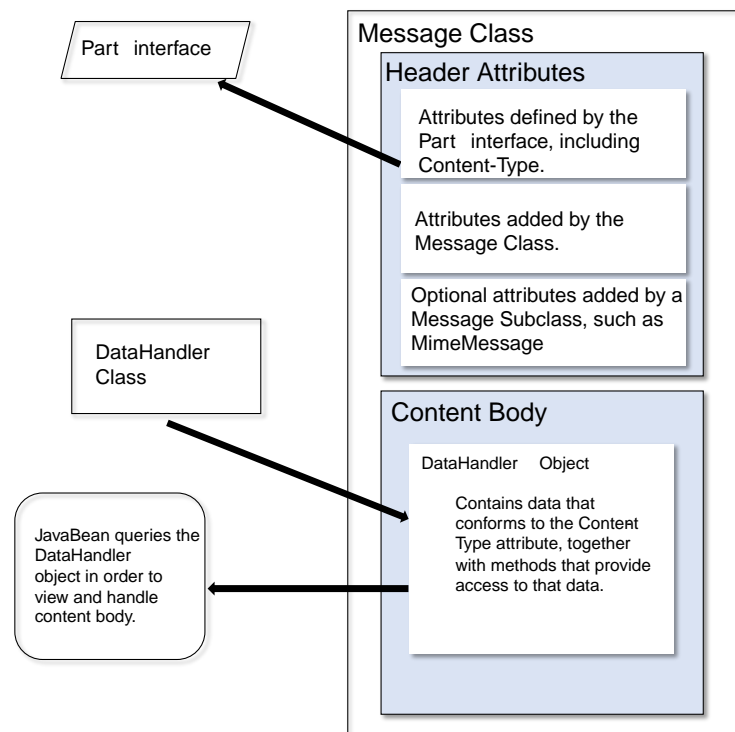 Part interface
Message Class
Header Attributes
Attributes defined by the
Part interface, including
Content-Type.
Attributes added by the
Message Class.
Optional attributes added by a
Message Subclass, such as
MimeMessage
DataHandler
Class
Content Body
DataHandler Object
Contains data that
conforms to the Content-
Type attribute, together
with methods that provide
access to that data.
JavaBean queries the
DataHandler
object in order to
view and handle
content body.